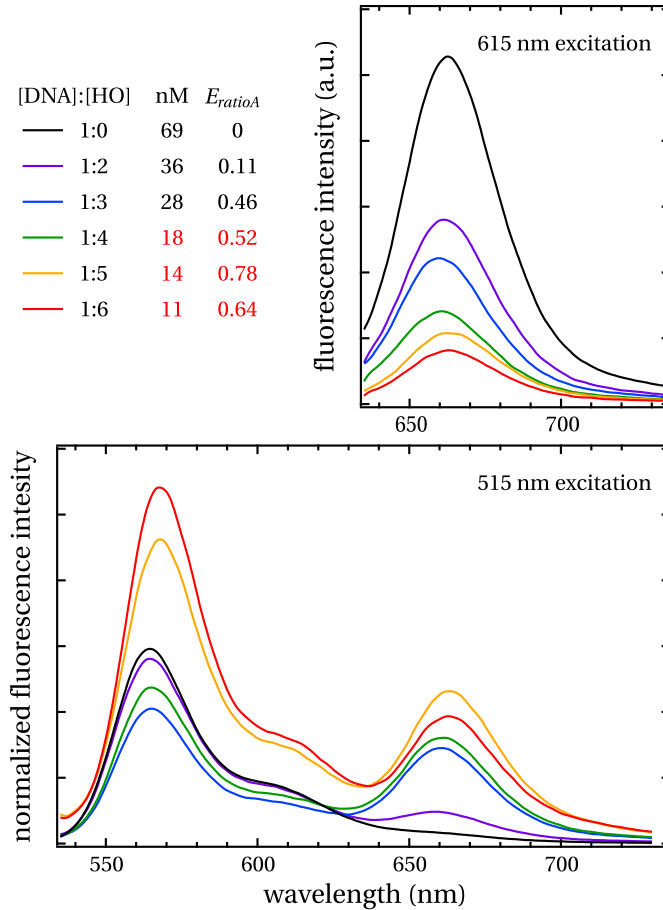 615 nm excitation
fluorescence intensity (a.u.)
650
700
[DNA]:[HO] nM EratioA
1:0 69 0
1:2 36 0.11
1:3 28 0.46
1:4 18 0.52
1:5 14 0.78
1:6 11 0.64
515 nm excitation
normalized fluorescence intesity
550
600
650
700
wavelength (nm)